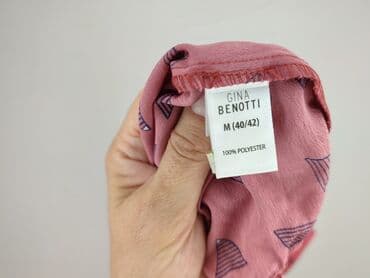 GINA
BENOTTI
M (40/42)
100% POLYESTER